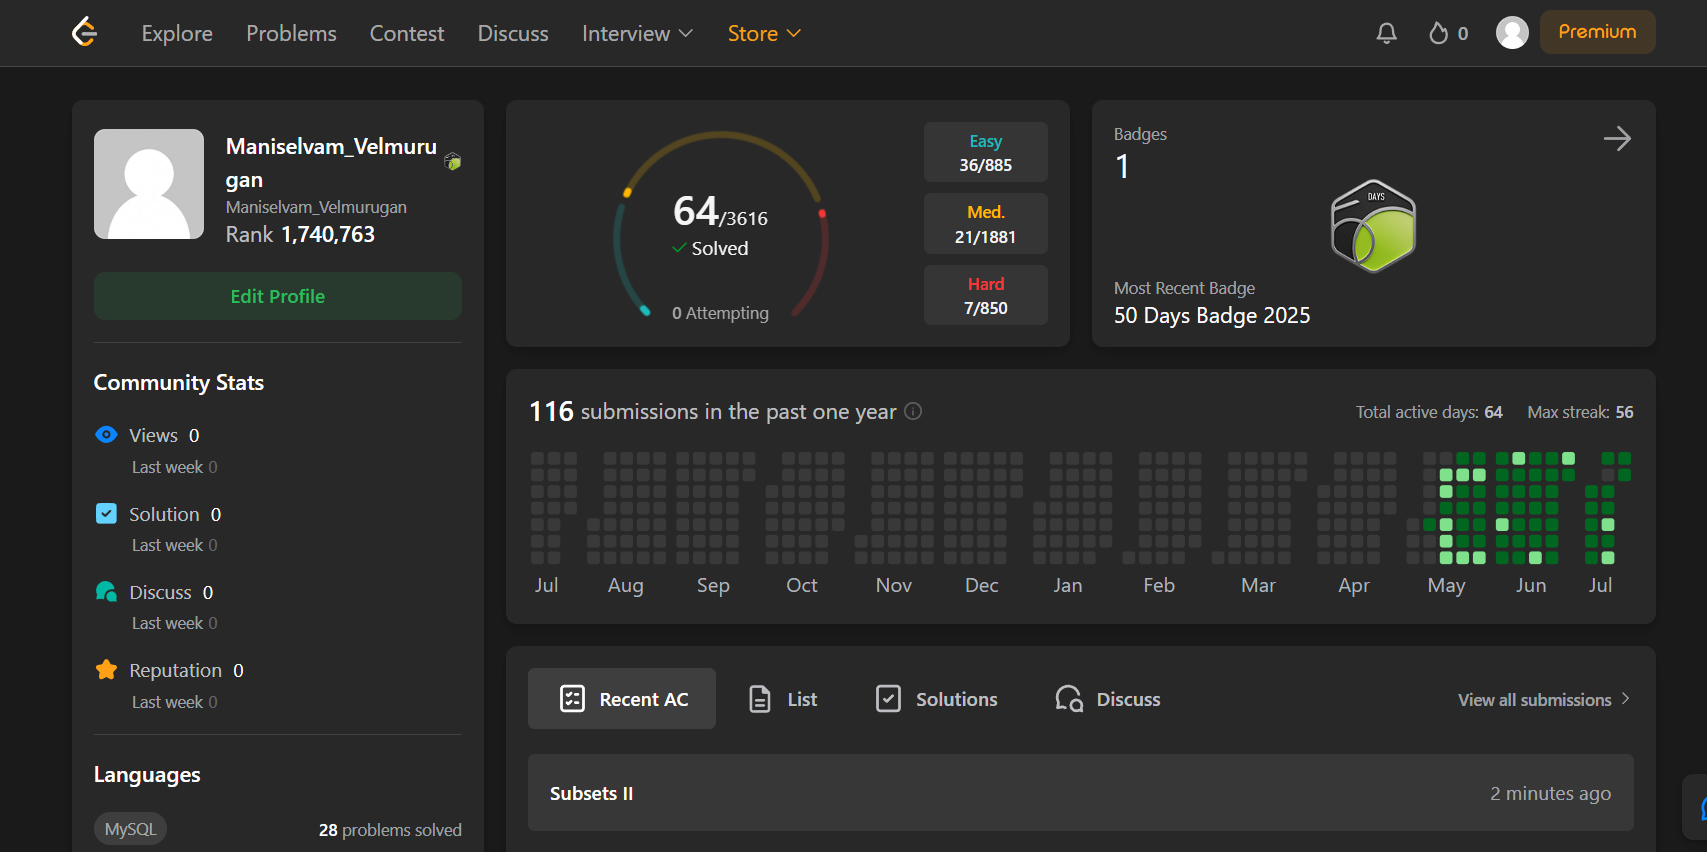 Explore Problems Contest Discuss Interview Store 0 Premium
Maniselvam_Velmuru
gan
Maniselvam_Velmurugan
Rank 1,740,763
Edit Profile
Community Stats
Views 0
Last week 0
Solution 0
Last week 0
Discuss 0
Last week 0
Reputation 0
Last week 0
Languages
MySQL 28 problems solved
64/3616
Solved
0 Attempting
Easy
36/885
Med.
21/1881
Hard
7/850
Badges
1
DAYS
Most Recent Badge
50 Days Badge 2025
116 submissions in the past one year Total active days: 64 Max streak: 56
Jul Aug Sep Oct Nov Dec Jan Feb Mar Apr May Jun Jul
Recent AC List Solutions Discuss View all submissions
Subsets II 2 minutes ago